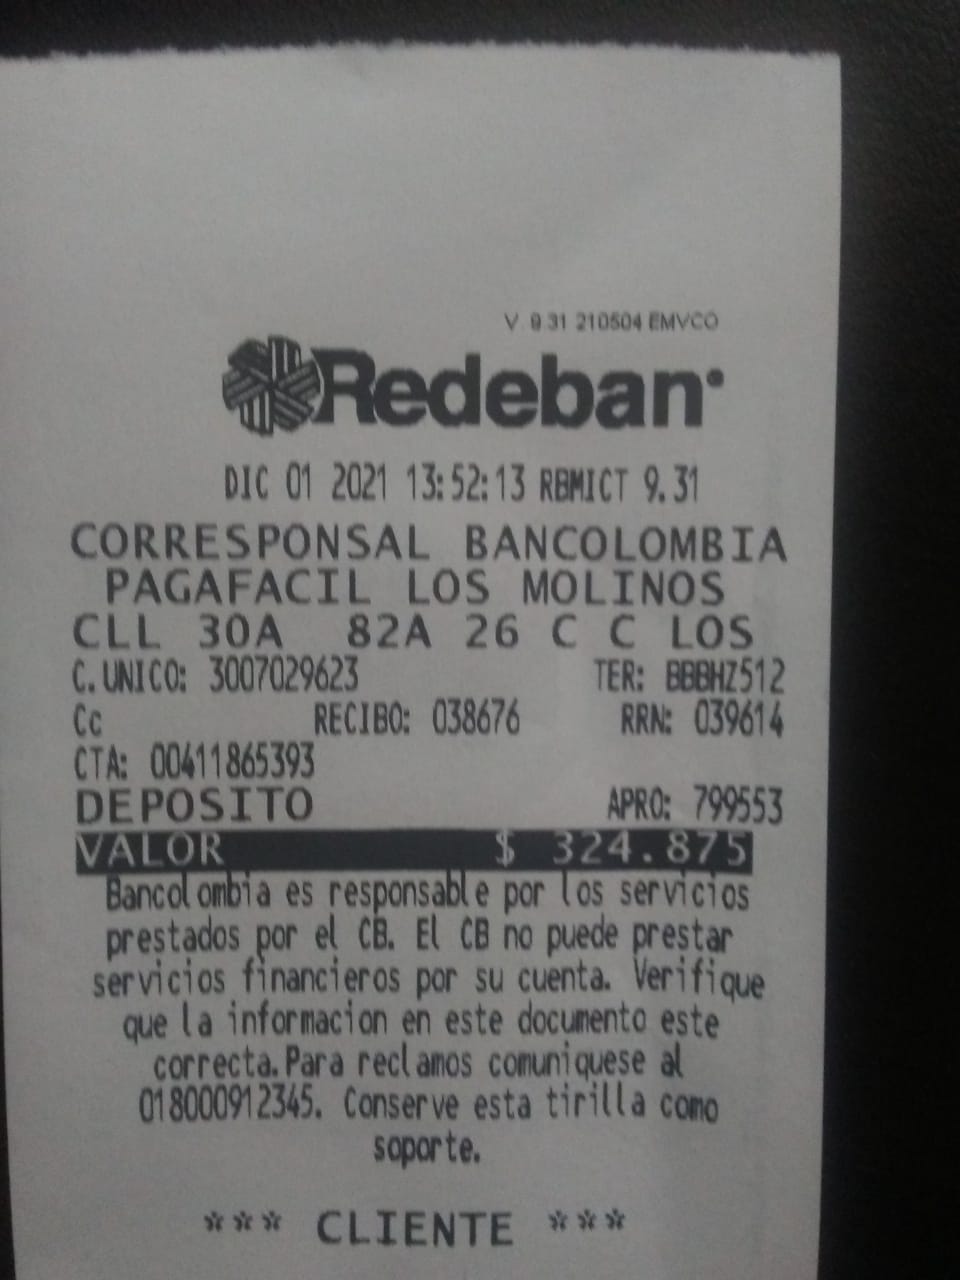 V 9.31 210504 EMVCO
Redeban
DIC 01 2021 13:52:13 RBMICT 9.31
CORRESPONSAL BANCOLOMBIA
PAGAFACIL LOS MOLINOS
CLL 30A 82A 26 C C LOS
C.UNICO: 3007029623 TER: BBBHZ512
Cc RECIBO: 038676 RRN: 039614
CTA: 00411865393
DEPOSITO APRO: 799553
VALOR $ 324.875
Bancolombia es responsable por los servicios
prestados por el CB. El CB no puede prestar
servicios financieros por su cuenta. Verifique
que la informacion en este documento este
correcta.Para reclamos comuniquese al
018000912345. Conserve esta tirilla como
soporte.
*** CLIENTE ***